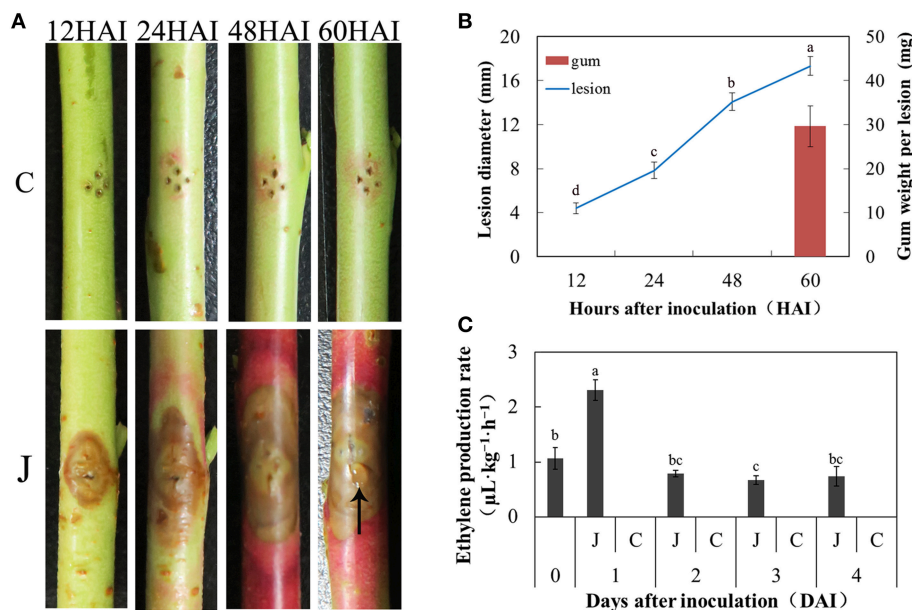 A
12HAI 24HAI 48HAI 60HAI
C
J
B
20
16
12
8
4
0
Lesion diameter (mm)
gum
lesion
d
c
b
a
50
40
30
20
10
0
Gum weight per lesion (mg)
12 24 48 60
Hours after inoculation（HAI）
C
3
2
1
0
Ethylene production rate
（μL·kg⁻¹·h⁻¹）
b
a
bc
c
bc
J C J C J C J C
0 1 2 3 4
Days after inoculation (DAI)